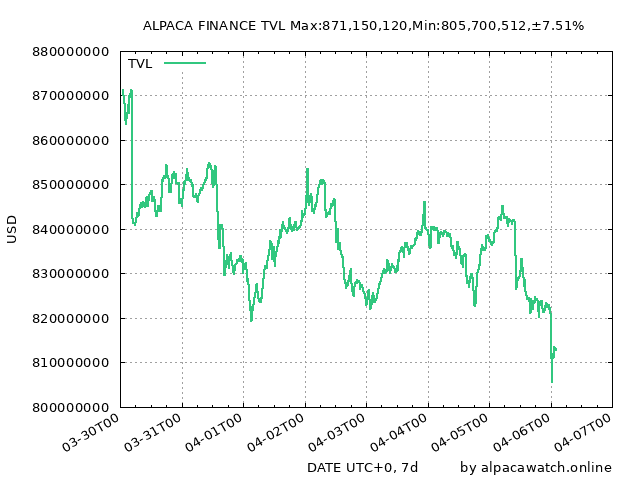 ALPACA FINANCE TVL Max:871,150,120,Min:805,700,512,±7.51%
880000000
TVL
870000000
860000000
850000000
840000000
USD
830000000
820000000
810000000
800000000
03-30T00
03-31T00
04-01T00
04-02T00
04-03T00
04-04T00
04-05T00
04-06T00
04-07T00
DATE UTC+0, 7d
by alpacawatch.online